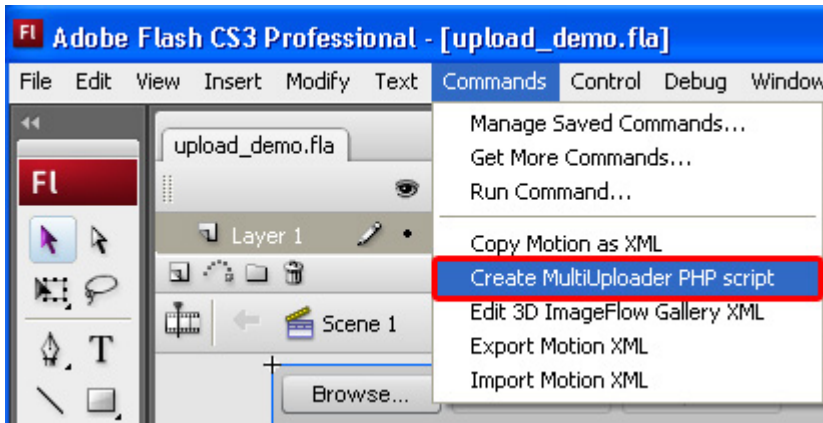 Fl Adobe Flash CS3 Professional - [upload_demo.fla]
File Edit View Insert Modify Text Commands Control Debug Window
upload_demo.fla
Fl
Layer 1
Scene 1
T
Browse...
Manage Saved Commands...
Get More Commands...
Run Command...
Copy Motion as XML
Create MultiUploader PHP script
Edit 3D ImageFlow Gallery XML
Export Motion XML
Import Motion XML